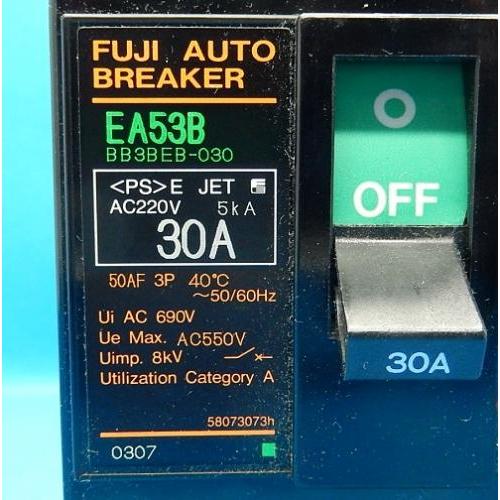 FUJI AUTO
BREAKER
EA53B
BB3BEB-030
<PS>E JET
AC220V 5kA
30A
50AF 3P 40℃
~50/60Hz
Ui AC 690V
Ue Max. AC550V
Uimp. 8kV
Utilization Category A
58073073h
0307
O
OFF
30A